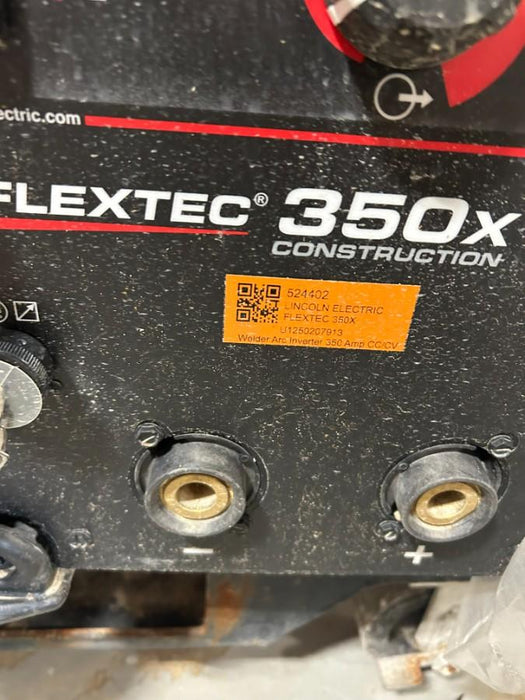 ectric.com
FLEXTEC® 350X
CONSTRUCTION
524402
LINCOLN ELECTRIC
FLEXTEC 350X
U1250207913
Welder Arc Inverter 350 Amp CC/CV
- +